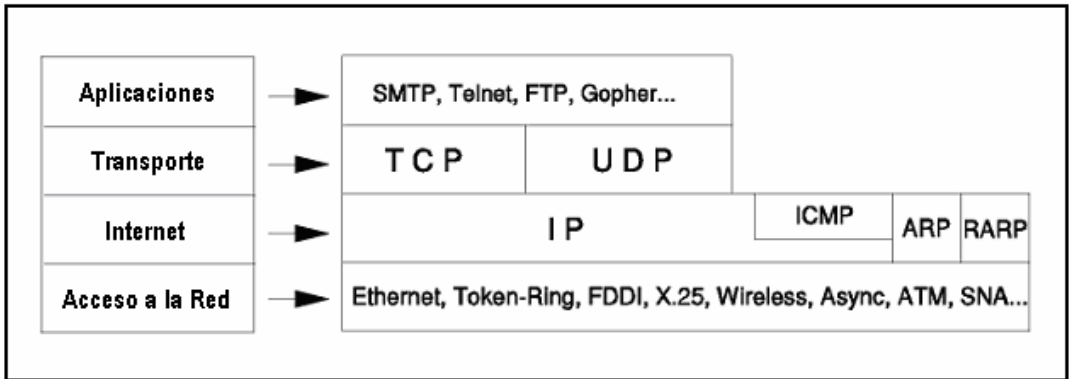 Aplicaciones
SMTP, Telnet, FTP, Gopher...
Transporte
TCP
UDP
Internet
IP
ICMP
ARP
RARP
Acceso a la Red
Ethernet, Token-Ring, FDDI, X.25, Wireless, Async, ATM, SNA...